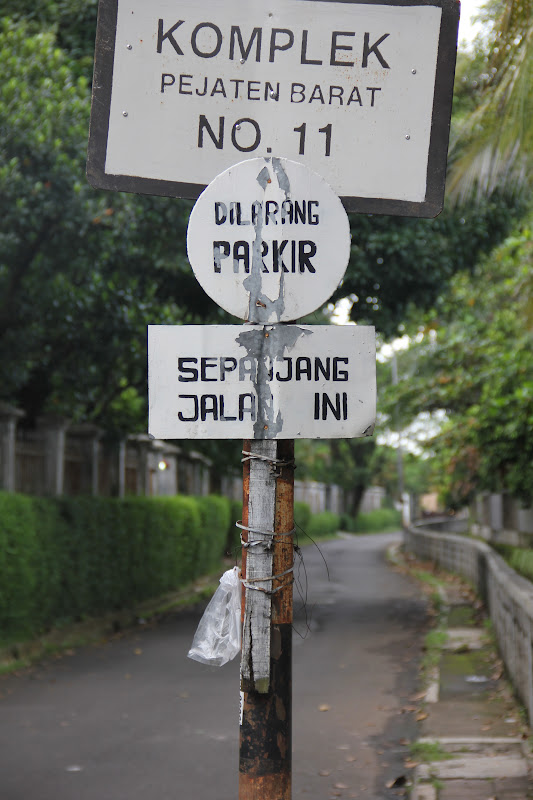 KOMPLEK
PEJATEN BARAT
NO. 11
DILARANG
PARKIR
SEPANJANG
JALAN INI